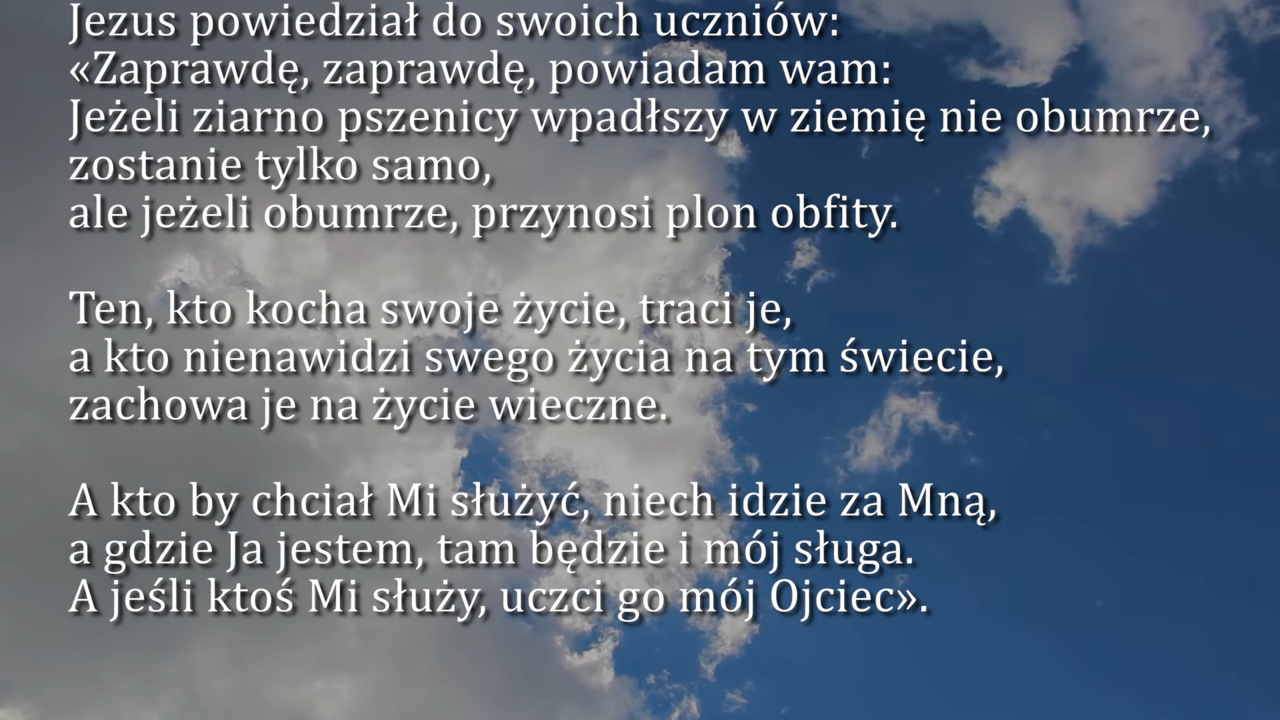 Jezus powiedział do swoich uczniów:
«Zaprawdę, zaprawdę, powiadam wam:
Jeżeli ziarno pszenicy wpadłszy w ziemię nie obumrze,
zostanie tylko samo,
ale jeżeli obumrze, przynosi plon obfity.
Ten, kto kocha swoje życie, traci je,
a kto nienawidzi swego życia na tym świecie,
zachowa je na życie wieczne.
A kto by chciał Mi służyć, niech idzie za Mną,
a gdzie Ja jestem, tam będzie i mój sługa.
A jeśli ktoś Mi służy, uczci go mój Ojciec».